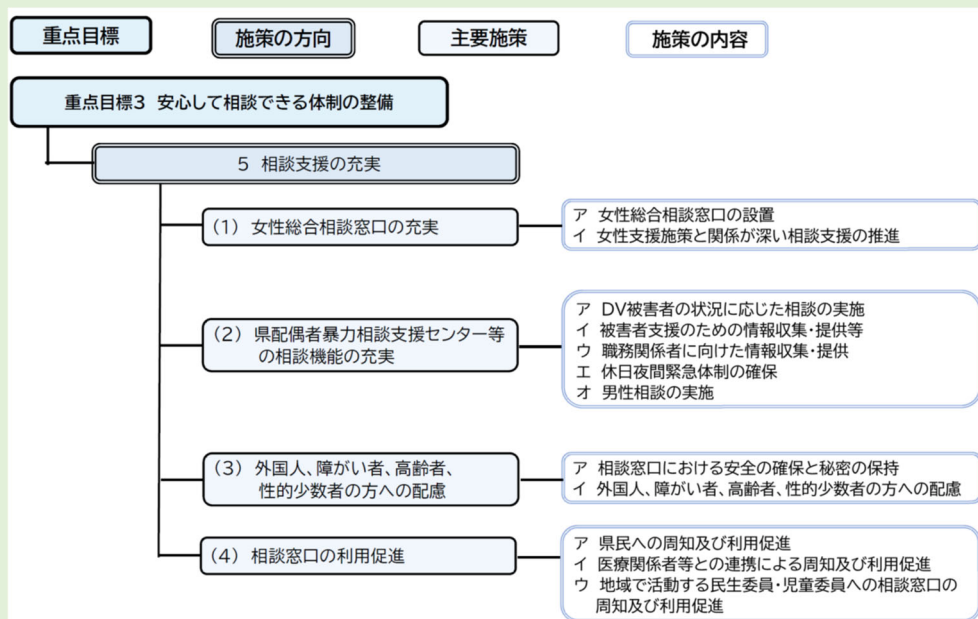 重点目標
施策の方向
主要施策
施策の内容
重点目標3 安心して相談できる体制の整備
5 相談支援の充実
(1) 女性総合相談窓口の充実
ア 女性総合相談窓口の設置
イ 女性支援施策と関係が深い相談支援の推進
(2) 県配偶者暴力相談支援センター等
の相談機能の充実
ア DV被害者の状況に応じた相談の実施
イ 被害者支援のための情報収集・提供等
ウ 職務関係者に向けた情報収集・提供
エ 休日夜間緊急体制の確保
オ 男性相談の実施
(3) 外国人、障がい者、高齢者、
性的少数者の方への配慮
ア 相談窓口における安全の確保と秘密の保持
イ 外国人、障がい者、高齢者、性的少数者の方への配慮
(4) 相談窓口の利用促進
ア 県民への周知及び利用促進
イ 医療関係者等との連携による周知及び利用促進
ウ 地域で活動する民生委員・児童委員への相談窓口の
周知及び利用促進